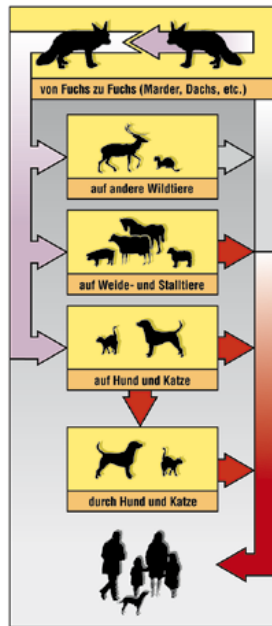 von Fuchs zu Fuchs (Marder, Dachs, etc.)
auf andere Wildtiere
auf Weide- und Stalltiere
auf Hund und Katze
durch Hund und Katze